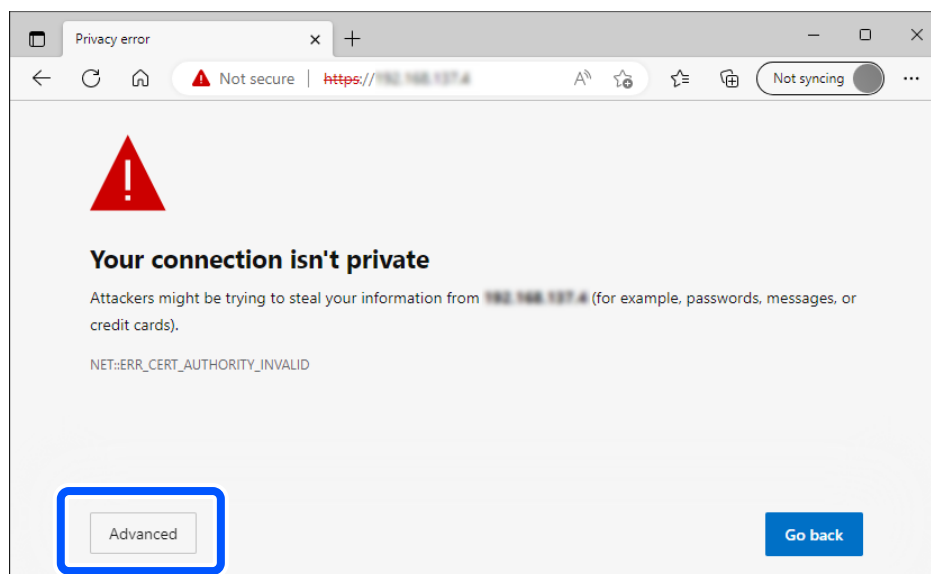 Privacy error
Not secure | https://
Not syncing
Your connection isn't private
Attackers might be trying to steal your information from (for example, passwords, messages, or
credit cards).
NET::ERR_CERT_AUTHORITY_INVALID
Advanced
Go back